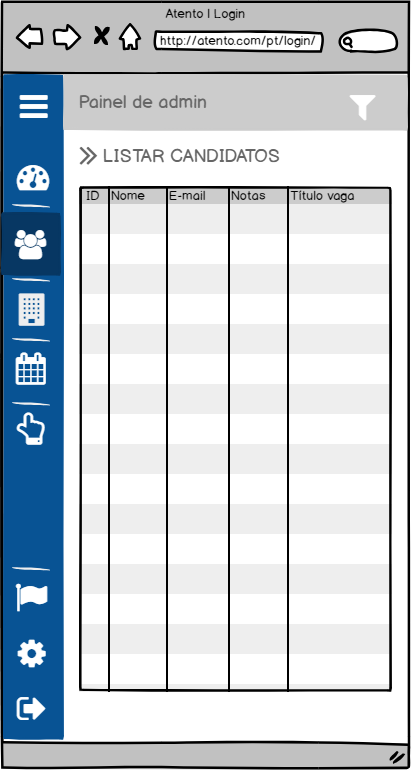 Atento | Login
http://atento.com/pt/login/
Painel de admin
LISTAR CANDIDATOS
ID Nome E-mail Notas Título vaga